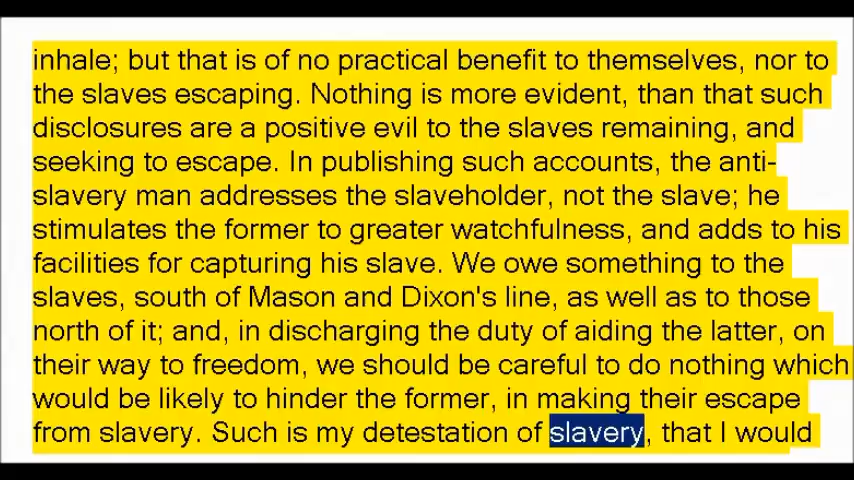 inhale; but that is of no practical benefit to themselves, nor to
the slaves escaping. Nothing is more evident, than that such
disclosures are a positive evil to the slaves remaining, and
seeking to escape. In publishing such accounts, the anti-
slavery man addresses the slaveholder, not the slave; he
stimulates the former to greater watchfulness, and adds to his
facilities for capturing his slave. We owe something to the
slaves, south of Mason and Dixon's line, as well as to those
north of it; and, in discharging the duty of aiding the latter, on
their way to freedom, we should be careful to do nothing which
would be likely to hinder the former, in making their escape
from slavery. Such is my detestation of slavery, that I would